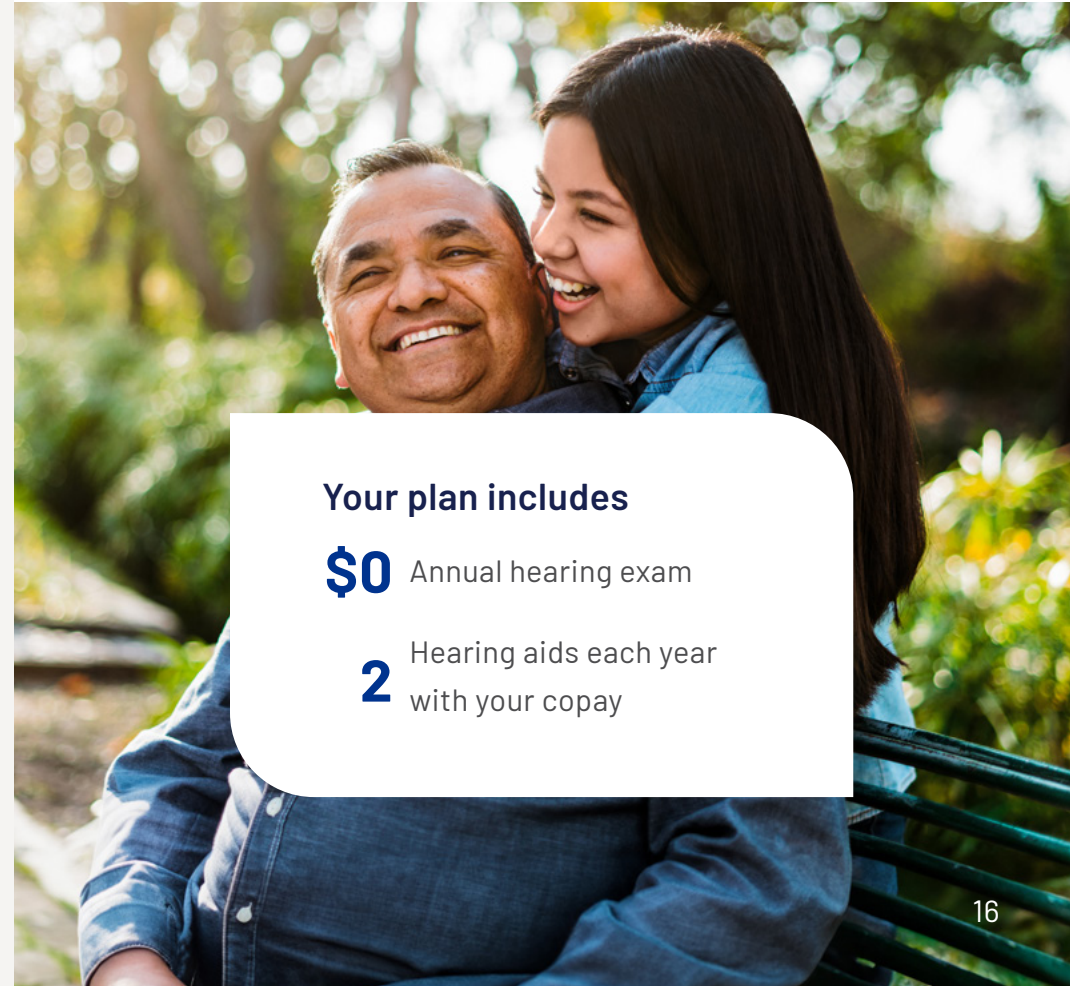 Your plan includes
$0 Annual hearing exam
2 Hearing aids each year
with your copay
16